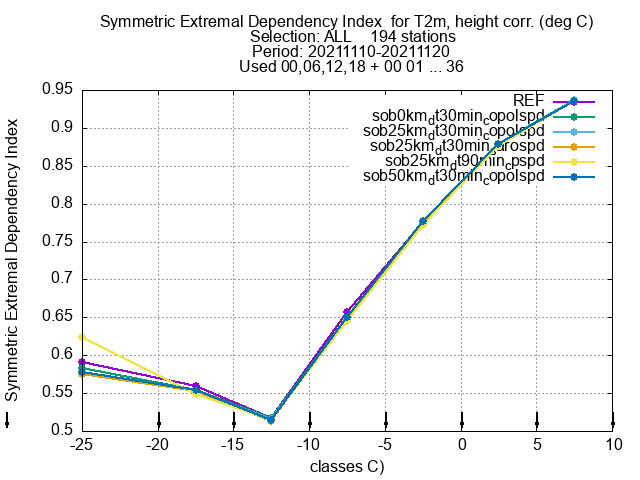 Symmetric Extremal Dependency Index  for T2m, height corr. (deg C)
Selection: ALL    194 stations
Period: 20211110-20211120
Used 00,06,12,18 + 00 01 ... 36
Symmetric Extremal Dependency Index
0.95
0.9
0.85
0.8
0.75
0.7
0.65
0.6
0.55
0.5
REF
sob0km_dt30min_copolspd
sob25km_dt30min_copolspd
sob25km_dt30min_
rospd
sob25km_dt90min_cpspd
sob50km_dt30min_copolspd
-25 -20 -15 -10 -5 0 5 10
classes C)